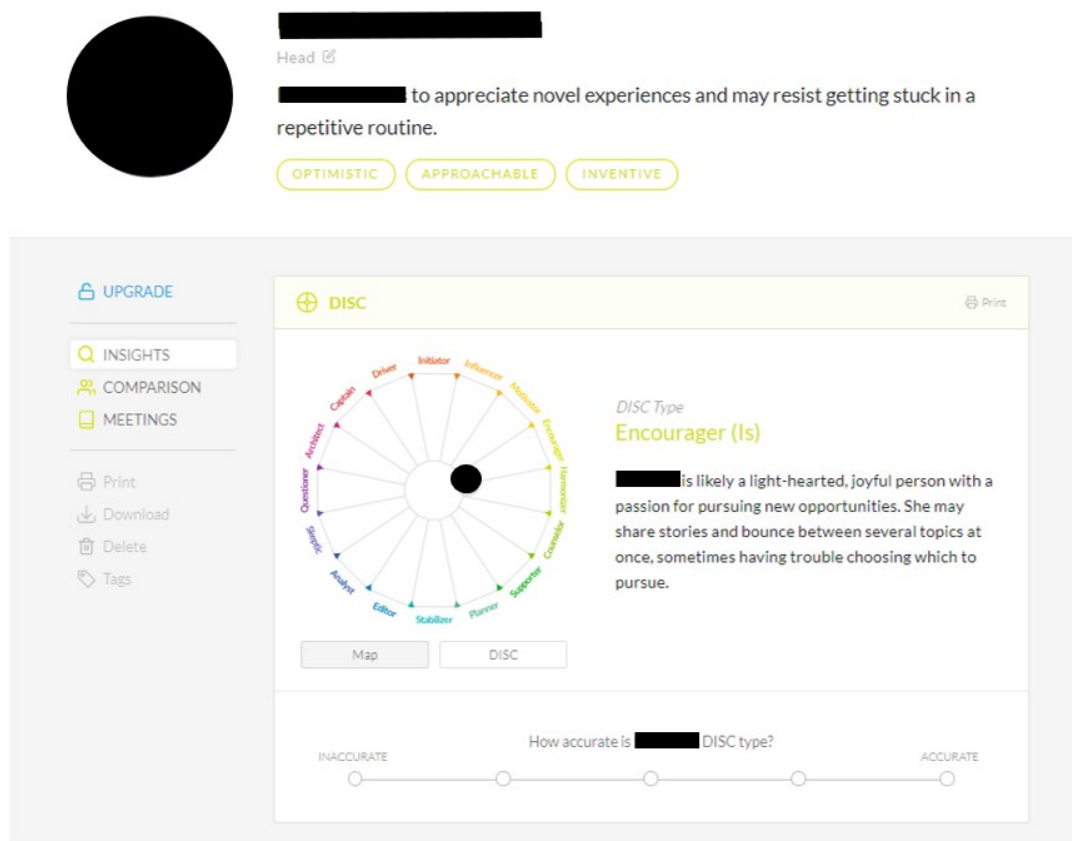 Head
to appreciate novel experiences and may resist getting stuck in a
repetitive routine.
OPTIMISTIC
APPROACHABLE
INVENTIVE
UPGRADE
INSIGHTS
COMPARISON
MEETINGS
Print
Download
Delete
Tags
DISC
Print
Initiator
Influencer
Motivator
Encourager
Harmonizer
Counselor
Supporter
Planner
Stabilizer
Editor
Analyst
Skeptic
Questioner
Architect
Captain
Driver
Map
DISC
DISC Type
Encourager (Is)
is likely a light-hearted, joyful person with a
passion for pursuing new opportunities. She may
share stories and bounce between several topics at
once, sometimes having trouble choosing which to
pursue.
How accurate is DISC type?
INACCURATE
ACCURATE